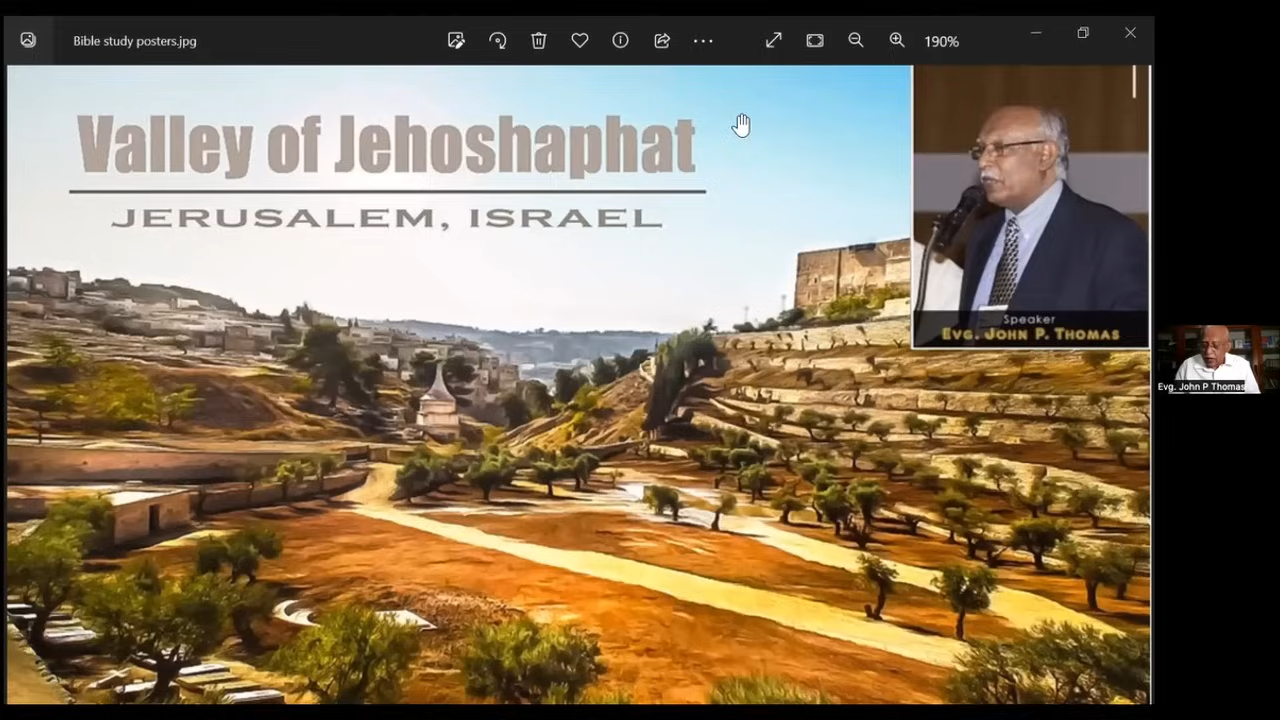 Bible study posters.jpg
190%
Valley of Jehoshaphat
JERUSALEM, ISRAEL
Speaker
EVG. JOHN P. THOMAS
Evg. John P Thomas